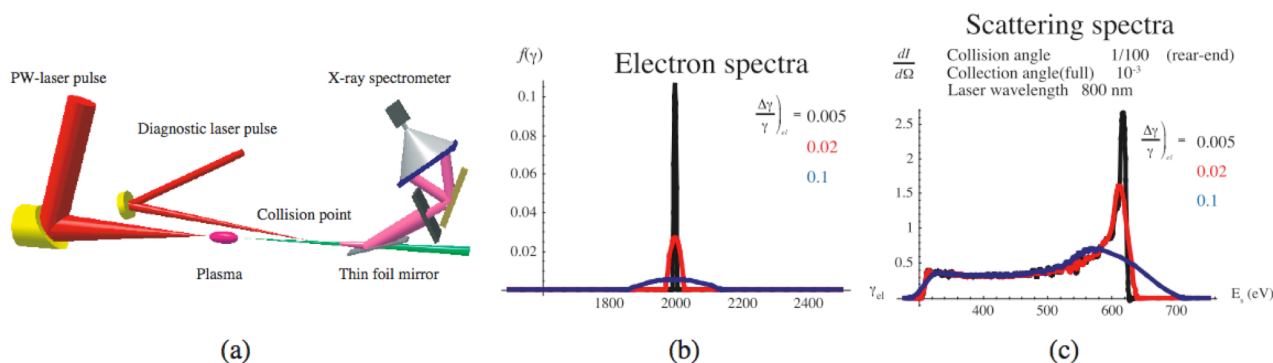 PW-laser pulse
Diagnostic laser pulse
X-ray spectrometer
Collision point
Plasma
Thin foil mirror
(a)
f(γ)
Electron spectra
0.1
0.08
0.06
0.04
0.02
Δγ/γ)el = 0.005
0.02
0.1
1800 2000 2200 2400
γel
(b)
Scattering spectra
dI/dΩ
Collision angle 1/100 (rear-end)
Collection angle(full) 10⁻³
Laser wavelength 800 nm
2.5
2
1.5
1
0.5
Δγ/γ)el = 0.005
0.02
0.1
400 500 600 700
Es (eV)
(c)